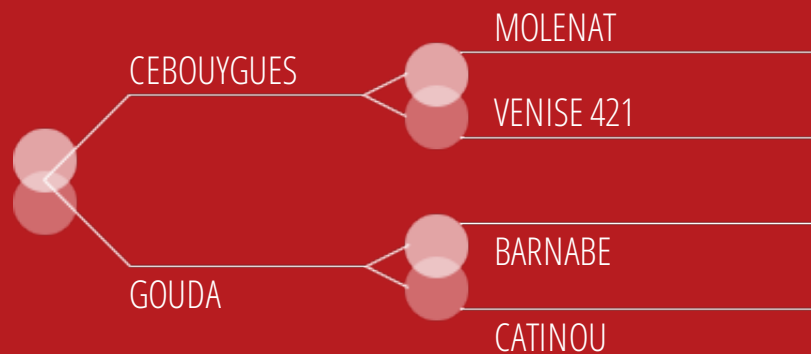 MOLENAT
CEBOUYGUES
VENISE 421
BARNABE
GOUDA
CATINOU